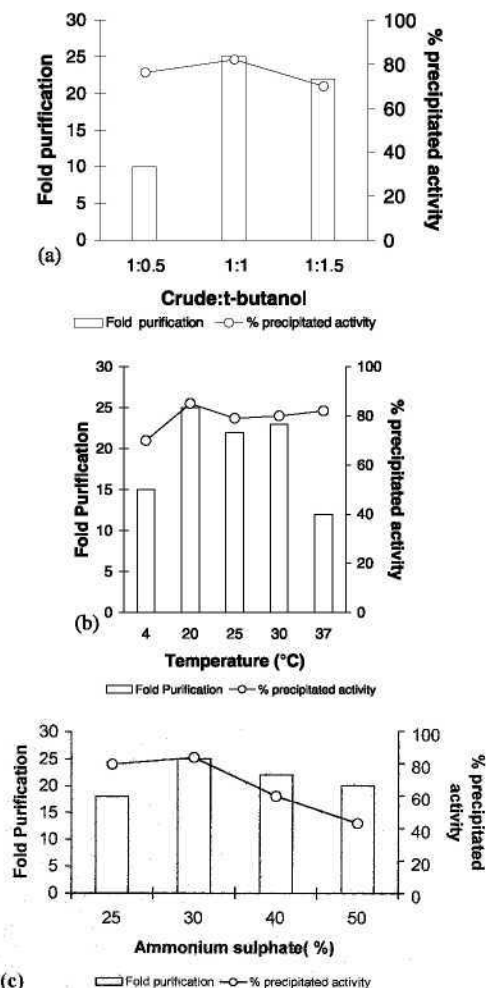 30
25
20
15
10
5
0
Fold purification
100
80
60
40
20
0
% precipitated activity
(a)
1:0.5 1:1 1:1.5
Crude:t-butanol
Fold purification % precipitated activity
30
25
20
15
10
5
0
Fold Purification
100
80
60
40
20
0
% precipitated activity
(b)
4 20 25 30 37
Temperature (°C)
Fold Purification % precipitated activity
30
25
20
15
10
5
0
Fold Purification
100
80
60
40
20
0
% precipitated
activity
25 30 40 50
Ammonium sulphate( %)
(c)
Fold purification % precipitated activity